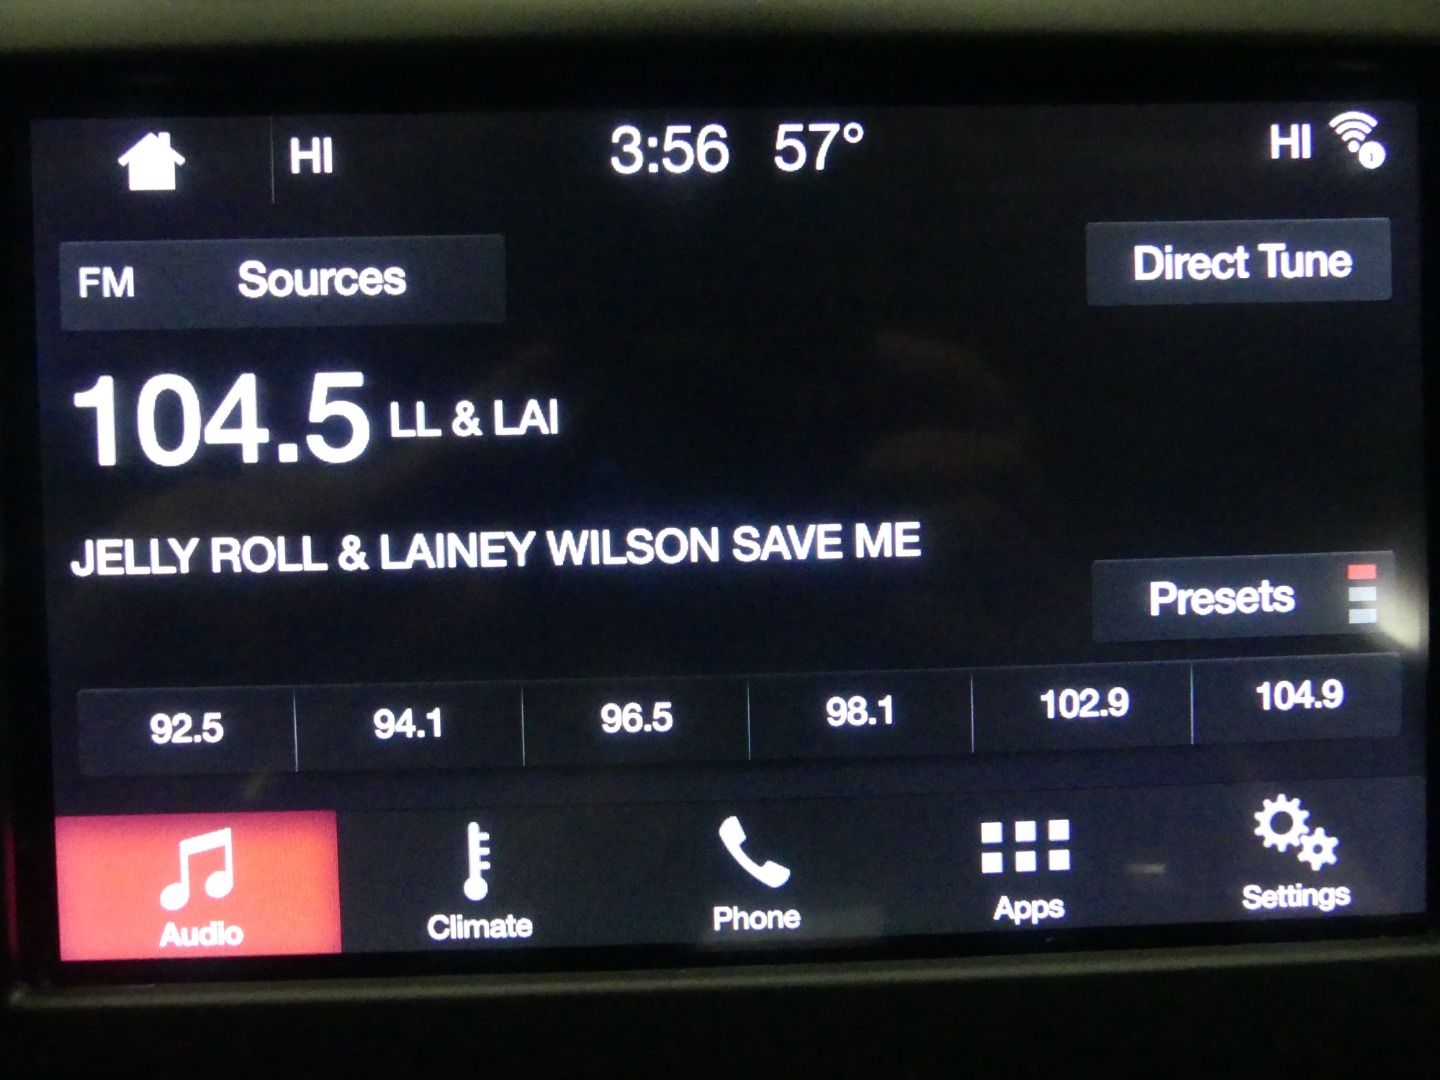 HI 3:56 57° HI
FM Sources
Direct Tune
104.5 LL & LAI
JELLY ROLL & LAINEY WILSON SAVE ME
Presets
92.5 94.1 96.5 98.1 102.9 104.9
Audio Climate Phone Apps Settings